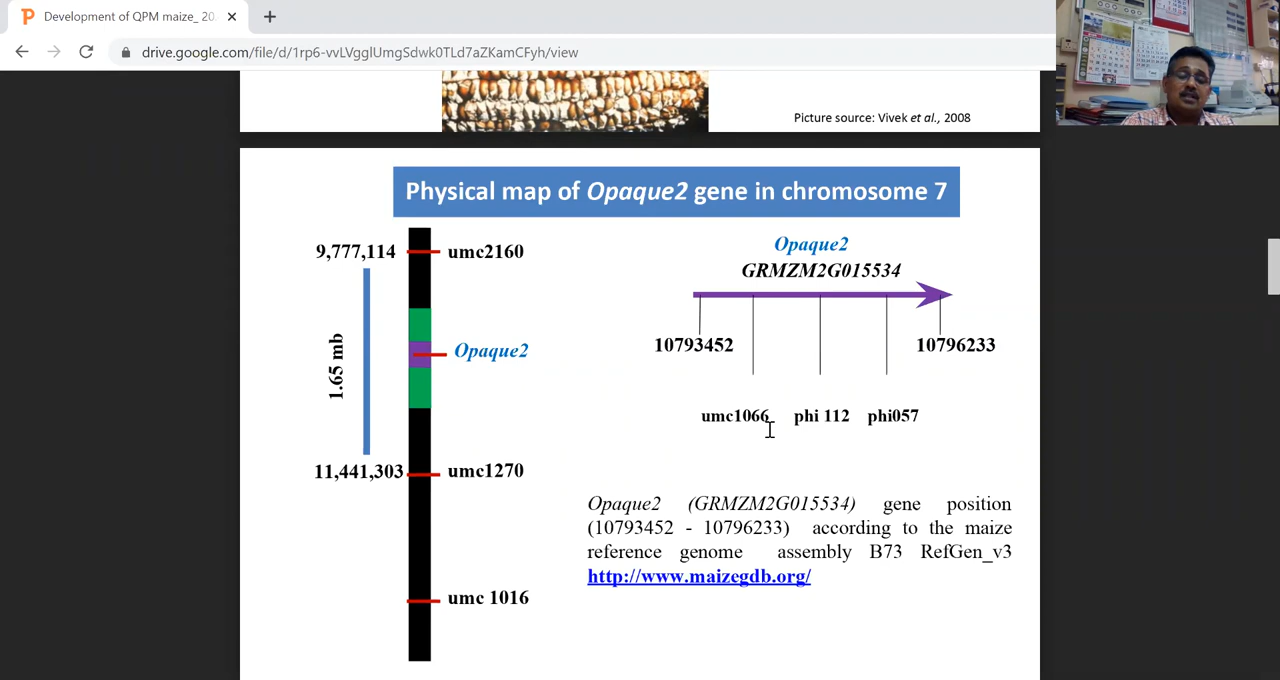 Development of QPM maize_ 20
drive.google.com/file/d/1rp6-vvLVgglUmgSdwk0TLd7aZKamCFyh/view
Picture source: Vivek et al., 2008
Physical map of Opaque2 gene in chromosome 7
9,777,114
umc2160
1.65 mb
Opaque2
11,441,303
umc1270
umc 1016
Opaque2
GRMZM2G015534
10793452
10796233
umc1066
phi 112
phi057
Opaque2 (GRMZM2G015534) gene position
(10793452 - 10796233) according to the maize
reference genome assembly B73 RefGen_v3
http://www.maizegdb.org/